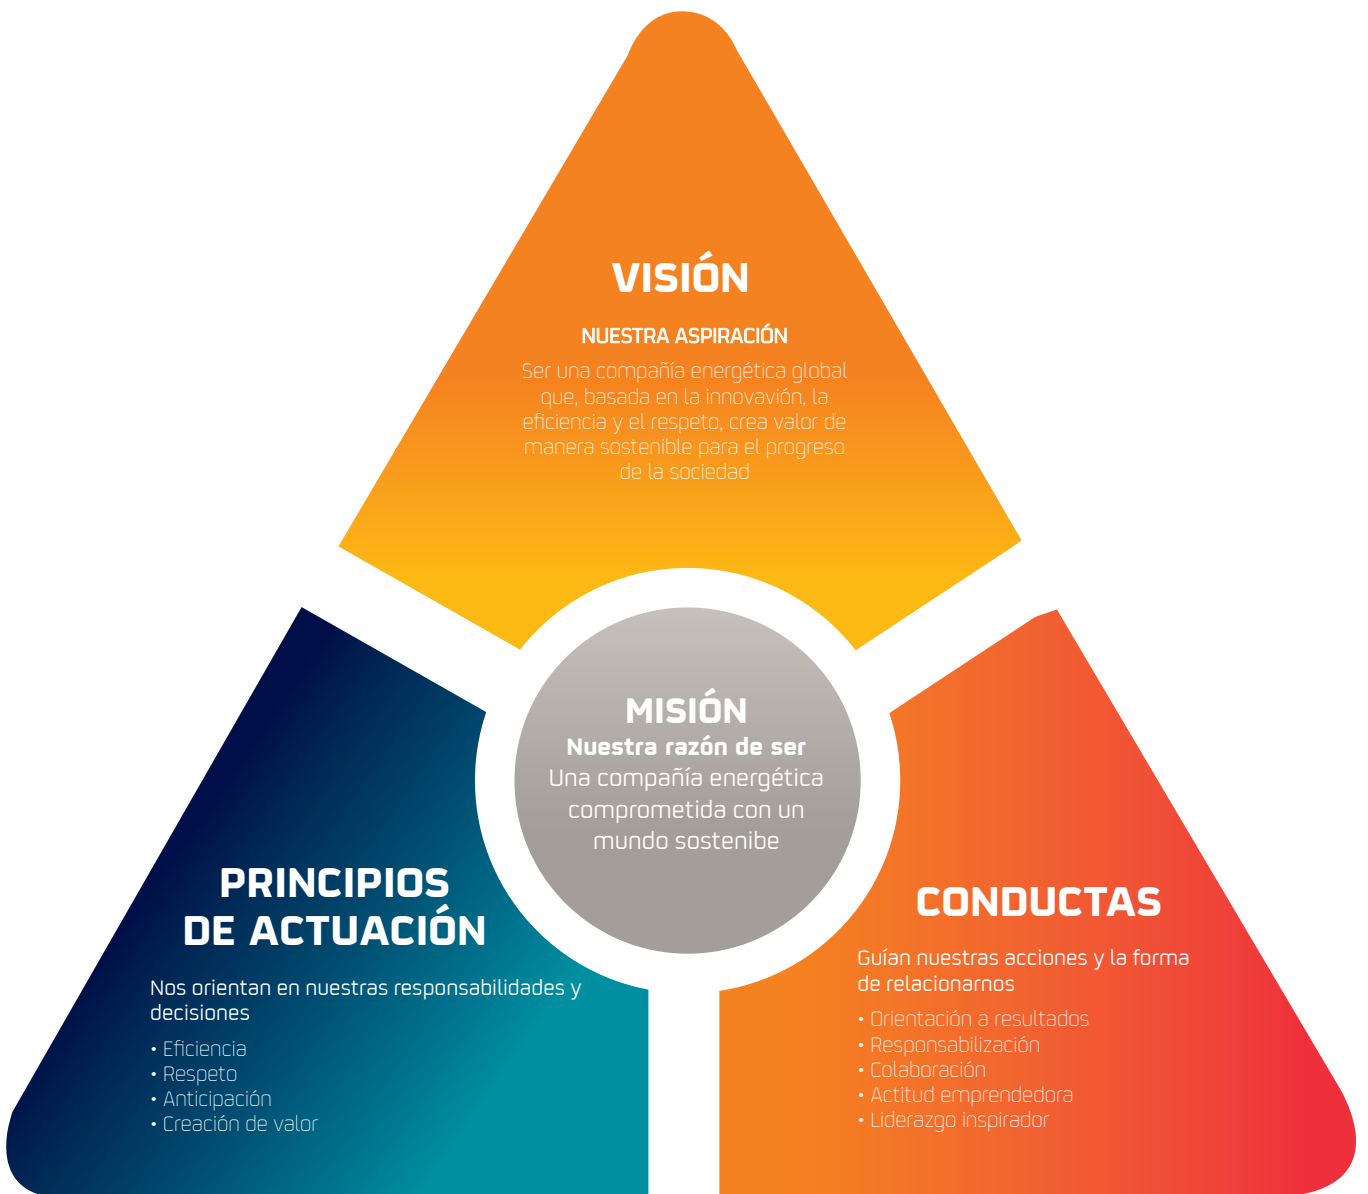 VISIÓN
NUESTRA ASPIRACIÓN
Ser una compañía energética global
que, basada en la innovavión, la
eficiencia y el respeto, crea valor de
manera sostenible para el progreso
de la sociedad
MISIÓN
Nuestra razón de ser
Una compañía energética
comprometida con un
mundo sostenibe
PRINCIPIOS
DE ACTUACIÓN
Nos orientan en nuestras responsabilidades y
decisiones
• Eficiencia
• Respeto
• Anticipación
• Creación de valor
CONDUCTAS
Guían nuestras acciones y la forma
de relacionarnos
• Orientación a resultados
• Responsabilización
• Colaboración
• Actitud emprendedora
• Liderazgo inspirador